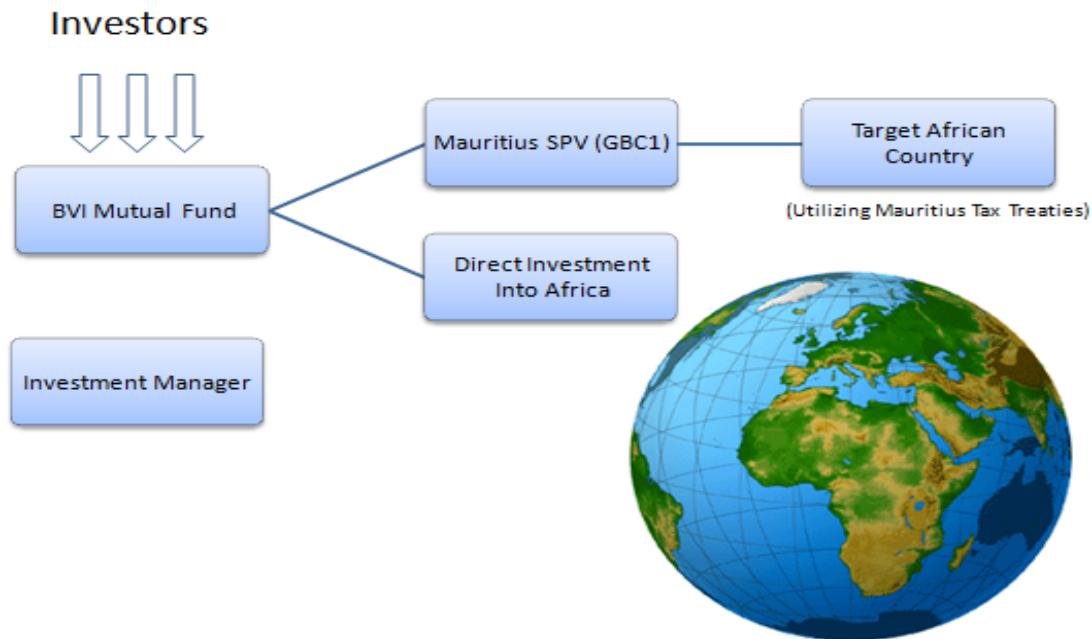 Investors
BVI Mutual Fund
Mauritius SPV (GBC1)
Target African
Country
(Utilizing Mauritius Tax Treaties)
Direct Investment
Into Africa
Investment Manager